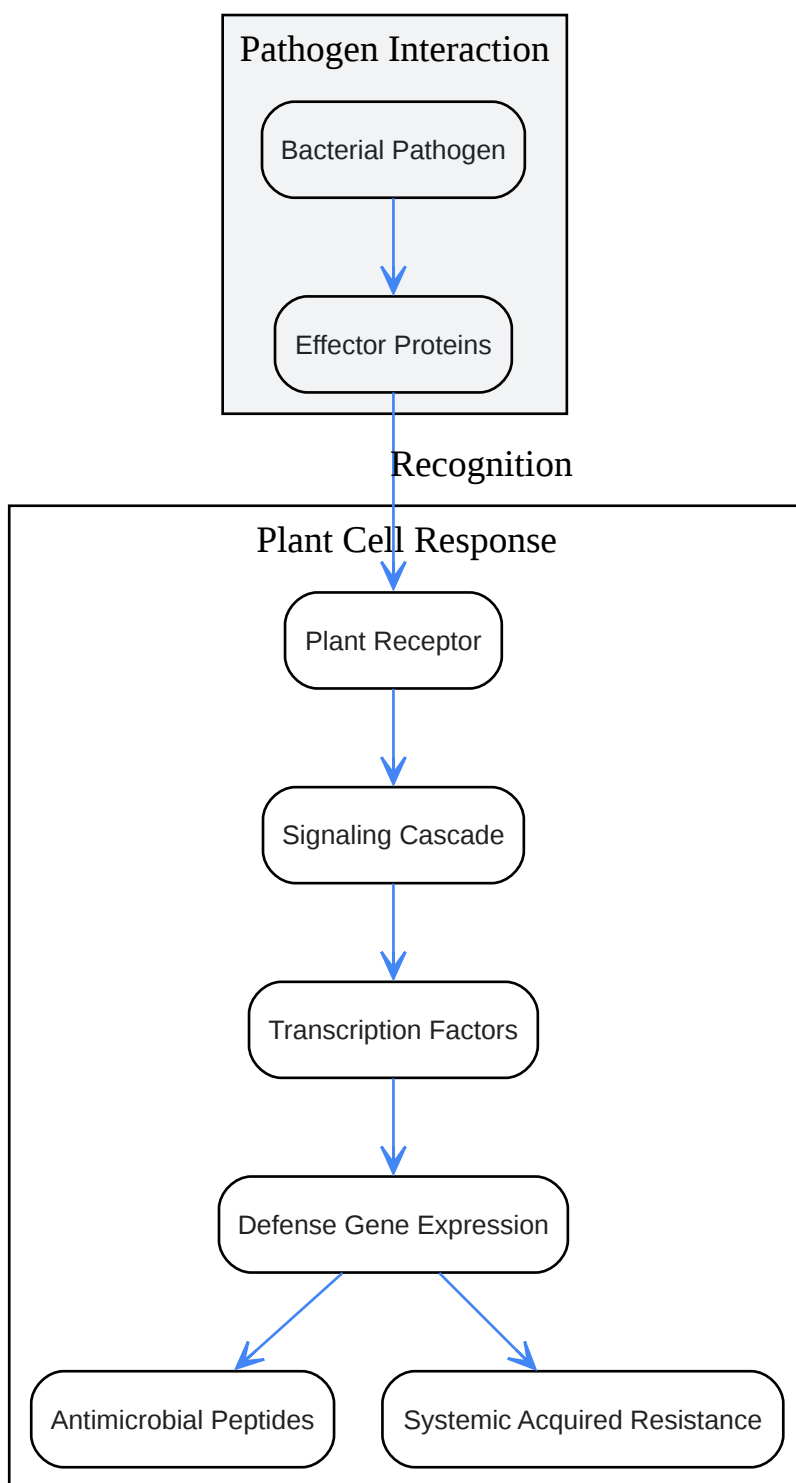 Pathogen Interaction
Bacterial Pathogen
Effector Proteins
Recognition
Plant Cell Response
Plant Receptor
Signaling Cascade
Transcription Factors
Defense Gene Expression
Antimicrobial Peptides
Systemic Acquired Resistance